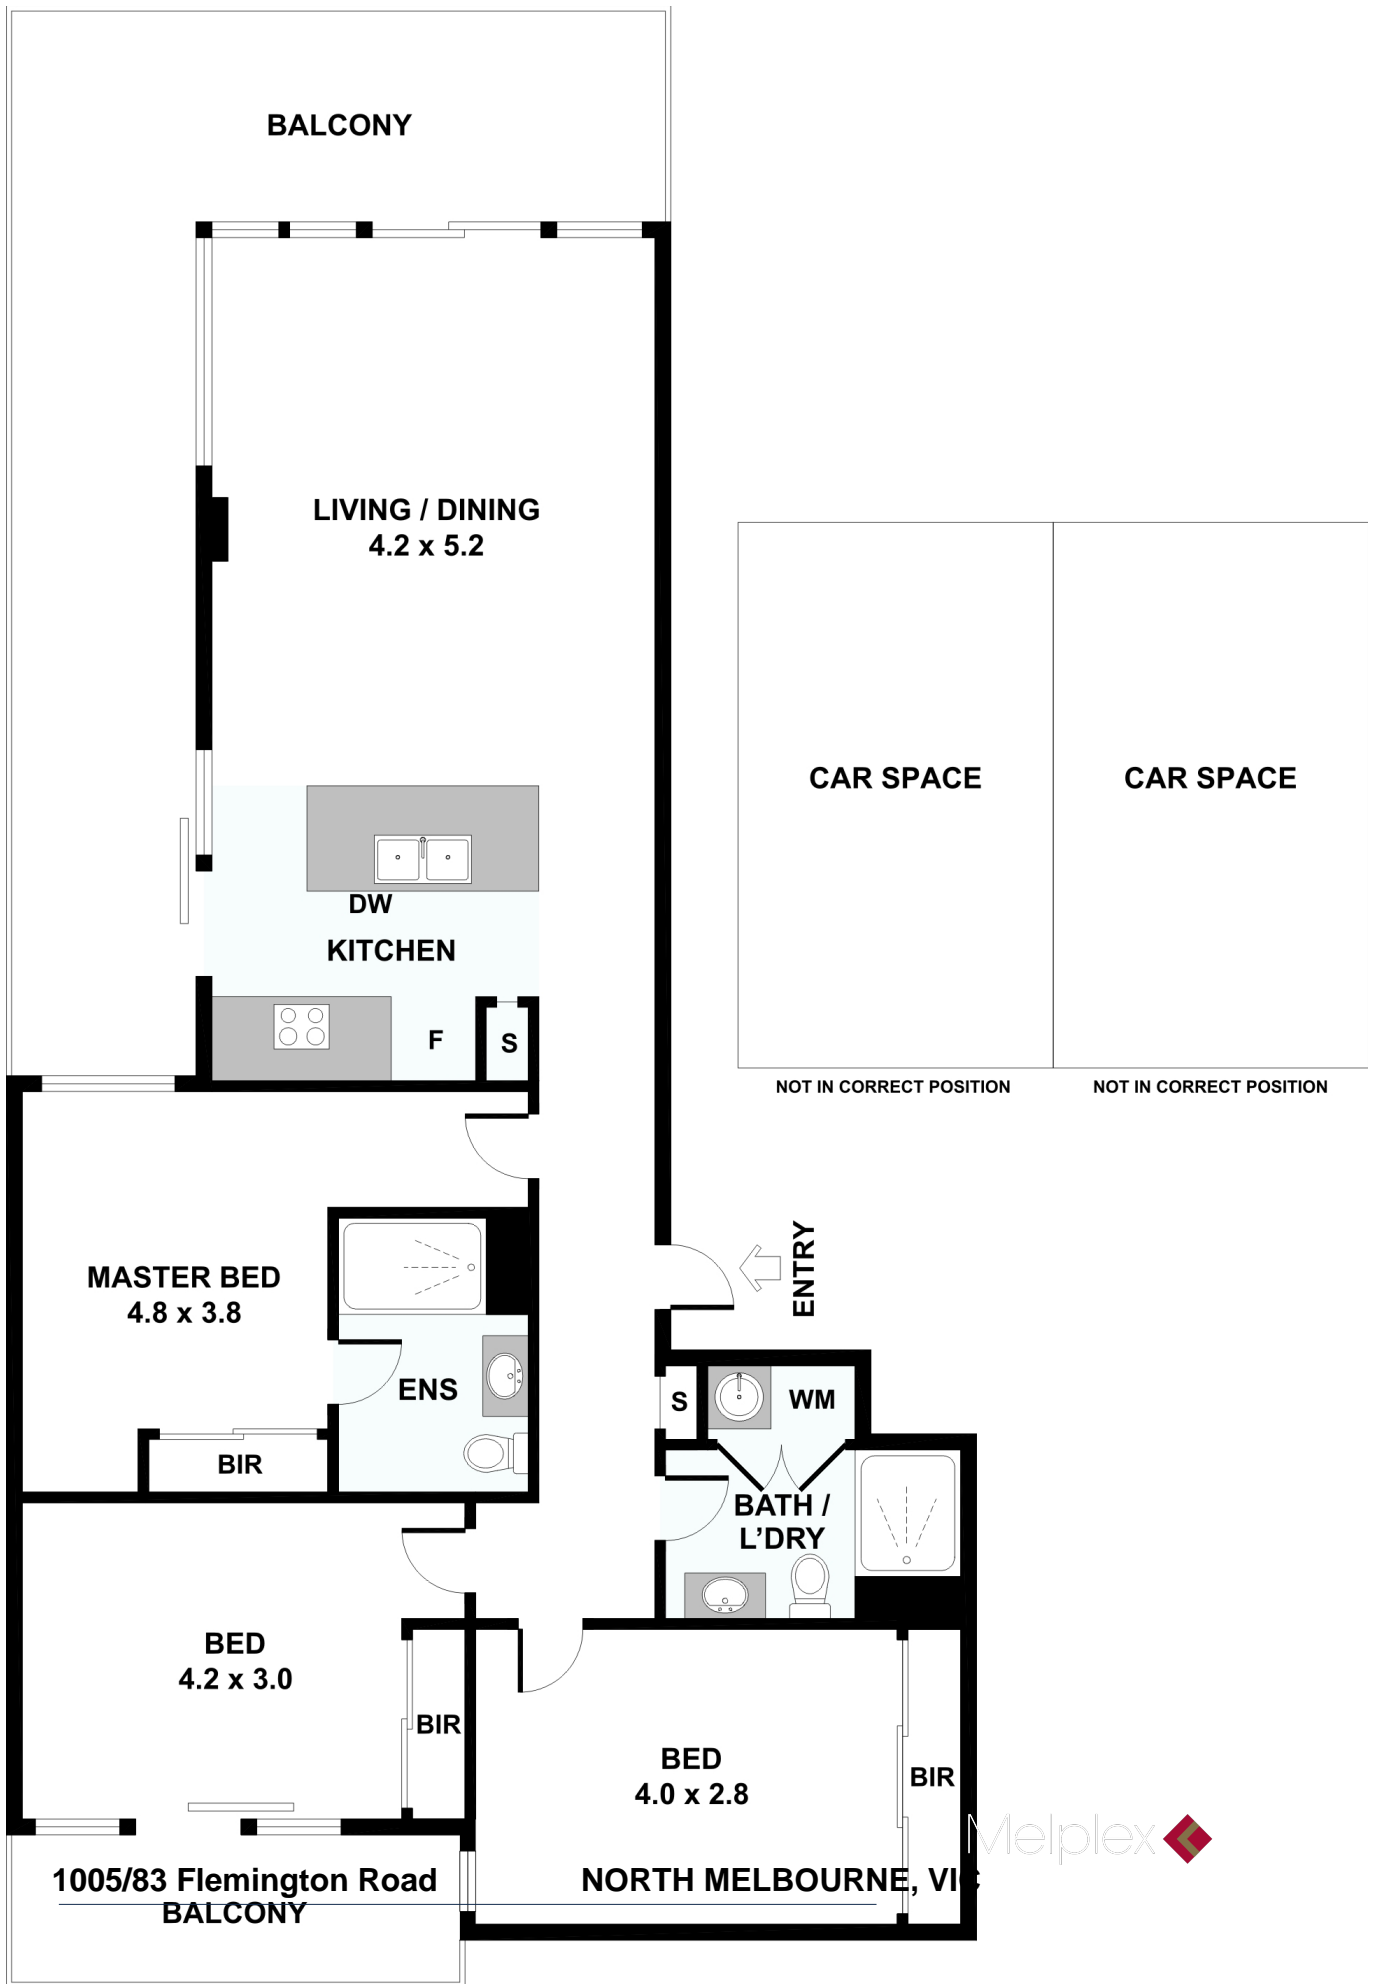 BALCONY
LIVING / DINING
4.2 x 5.2
CAR SPACE
CAR SPACE
DW
KITCHEN
F
S
NOT IN CORRECT POSITION
NOT IN CORRECT POSITION
ENTRY
MASTER BED
4.8 x 3.8
ENS
S
WM
BIR
BATH /
L’DRY
BED
4.2 x 3.0
BIR
BED
4.0 x 2.8
BIR
Melplex
1005/83 Flemington Road
NORTH MELBOURNE, VIC
BALCONY